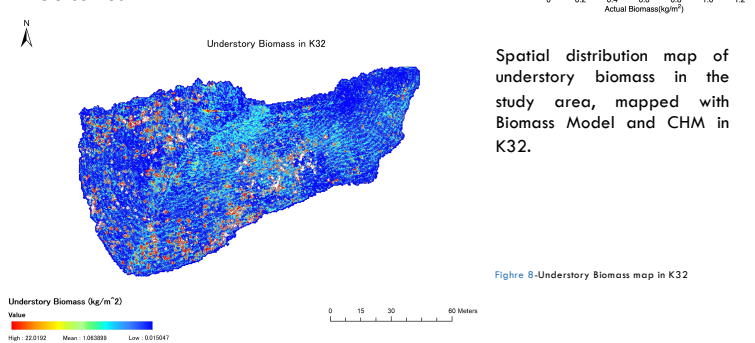 Actual Biomass(kg/m²)
N
Understory Biomass in K32
Spatial distribution map of
understory biomass in the
study area, mapped with
Biomass Model and CHM in
K32.
Fighre 8-Understory Biomass map in K32
Understory Biomass (kg/m^2)
Value
High : 22.0192 Mean : 1.063899 Low : 0.015047
0 15 30 60 Meters